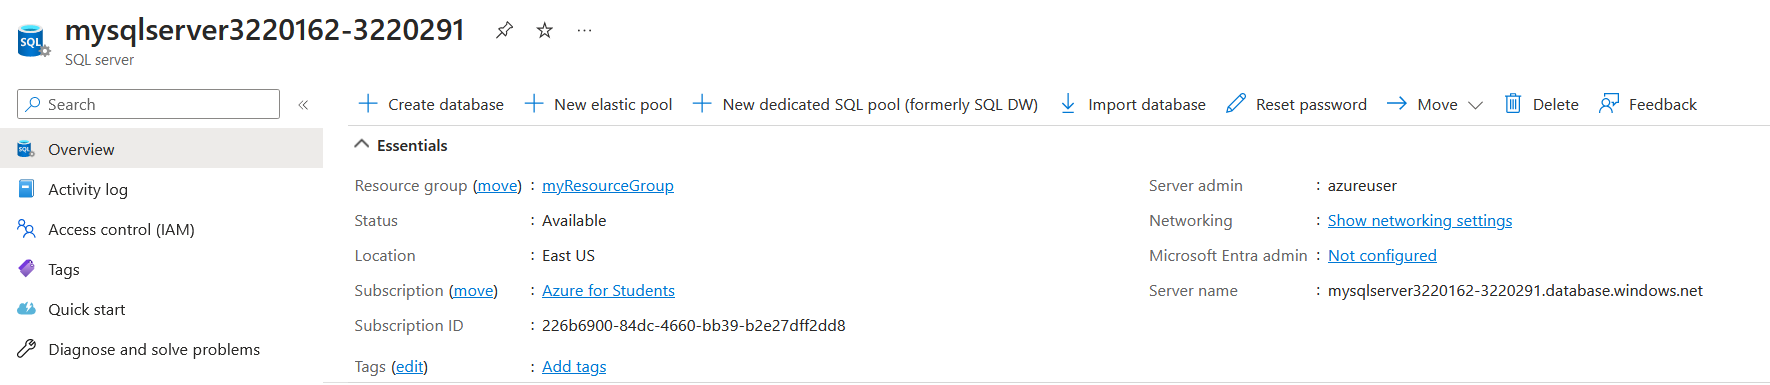 mysqlserver3220162-3220291
SQL
SQL server
Search
Create database New elastic pool New dedicated SQL pool (formerly SQL DW) Import database Reset password Move Delete Feedback
Overview
Activity log
Access control (IAM)
Tags
Quick start
Diagnose and solve problems
Essentials
Resource group (move) : myResourceGroup
Status : Available
Location : East US
Subscription (move) : Azure for Students
Subscription ID : 226b6900-84dc-4660-bb39-b2e27dff2dd8
Tags (edit) : Add tags
Server admin : azureuser
Networking : Show networking settings
Microsoft Entra admin : Not configured
Server name : mysqlserver3220162-3220291.database.windows.net